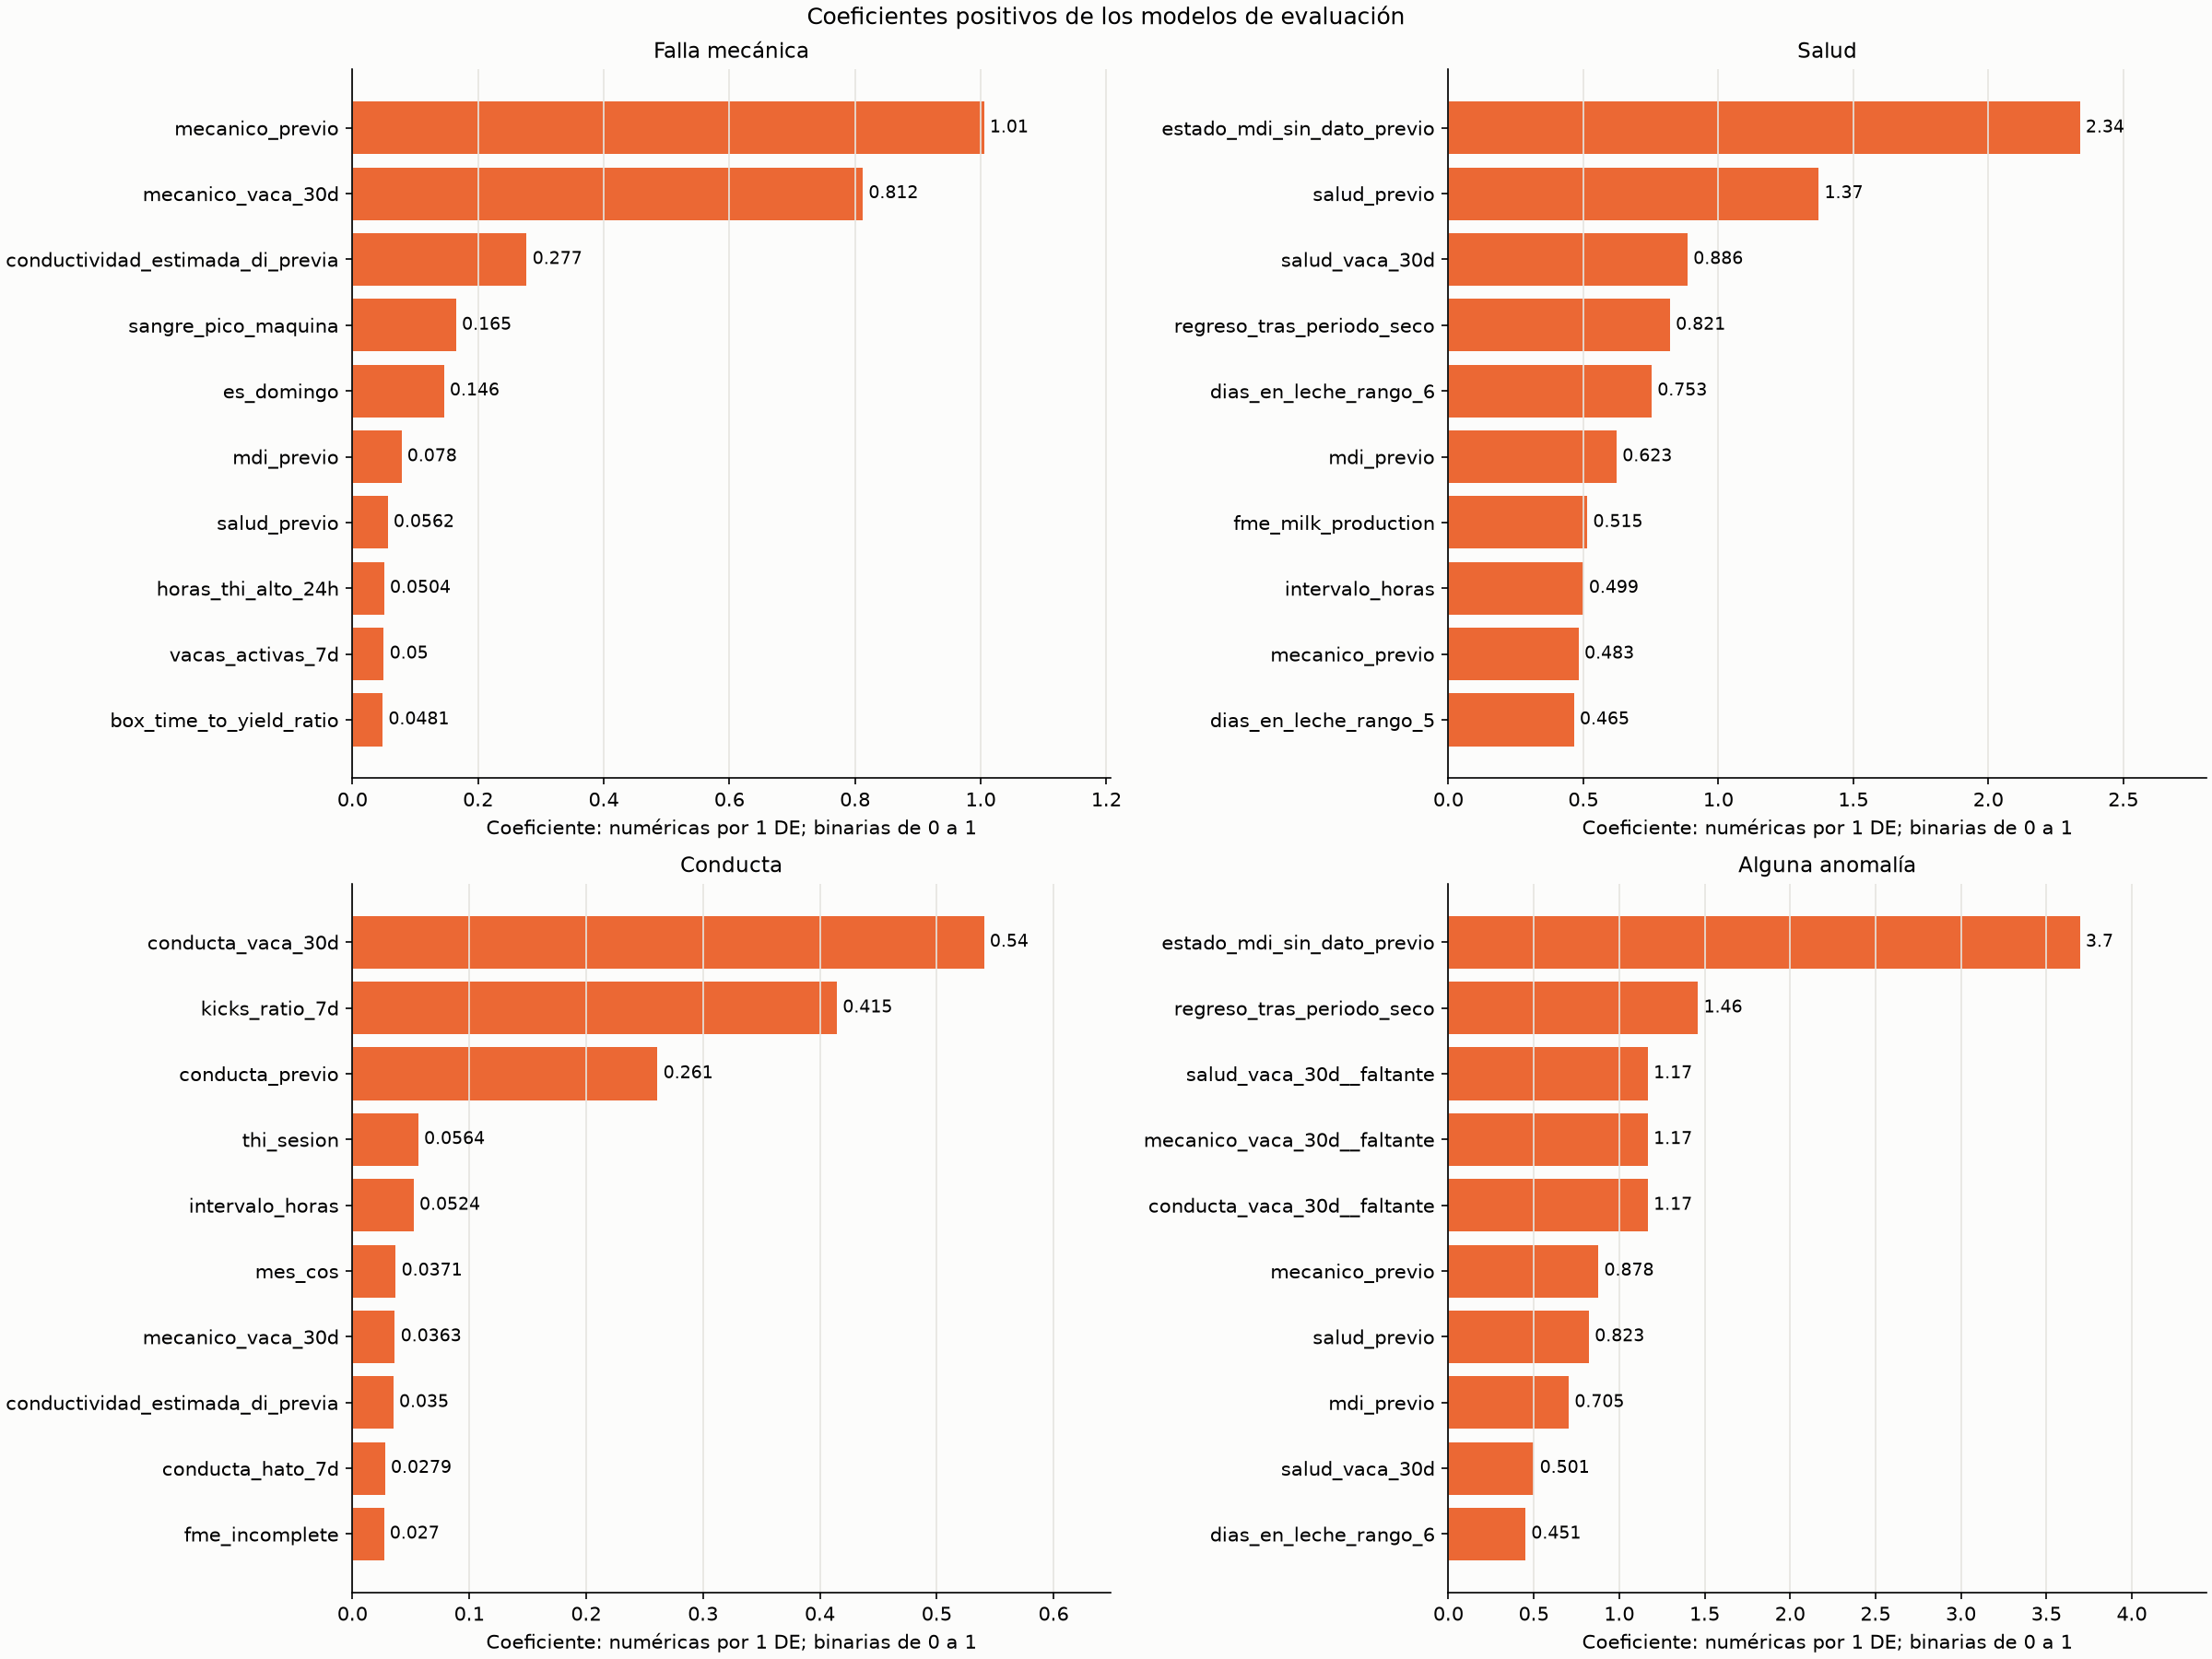 Coeficientes positivos de los modelos de evaluación
Falla mecánica
mecanico_previo
1.01
mecanico_vaca_30d
0.812
conductividad_estimada_di_previa
0.277
sangre_pico_maquina
0.165
es_domingo
0.146
mdi_previo
0.078
salud_previo
0.0562
horas_thi_alto_24h
0.0504
vacas_activas_7d
0.05
box_time_to_yield_ratio
0.0481
0.0 0.2 0.4 0.6 0.8 1.0 1.2
Coeficiente: numéricas por 1 DE; binarias de 0 a 1
Salud
estado_mdi_sin_dato_previo
2.34
salud_previo
1.37
salud_vaca_30d
0.886
regreso_tras_periodo_seco
0.821
dias_en_leche_rango_6
0.753
mdi_previo
0.623
fme_milk_production
0.515
intervalo_horas
0.499
mecanico_previo
0.483
dias_en_leche_rango_5
0.465
0.0 0.5 1.0 1.5 2.0 2.5
Coeficiente: numéricas por 1 DE; binarias de 0 a 1
Conducta
conducta_vaca_30d
0.54
kicks_ratio_7d
0.415
conducta_previo
0.261
thi_sesion
0.0564
intervalo_horas
0.0524
mes_cos
0.0371
mecanico_vaca_30d
0.0363
conductividad_estimada_di_previa
0.035
conducta_hato_7d
0.0279
fme_incomplete
0.027
0.0 0.1 0.2 0.3 0.4 0.5 0.6
Coeficiente: numéricas por 1 DE; binarias de 0 a 1
Alguna anomalía
estado_mdi_sin_dato_previo
3.7
regreso_tras_periodo_seco
1.46
salud_vaca_30d__faltante
1.17
mecanico_vaca_30d__faltante
1.17
conducta_vaca_30d__faltante
1.17
mecanico_previo
0.878
salud_previo
0.823
mdi_previo
0.705
salud_vaca_30d
0.501
dias_en_leche_rango_6
0.451
0.0 0.5 1.0 1.5 2.0 2.5 3.0 3.5 4.0
Coeficiente: numéricas por 1 DE; binarias de 0 a 1